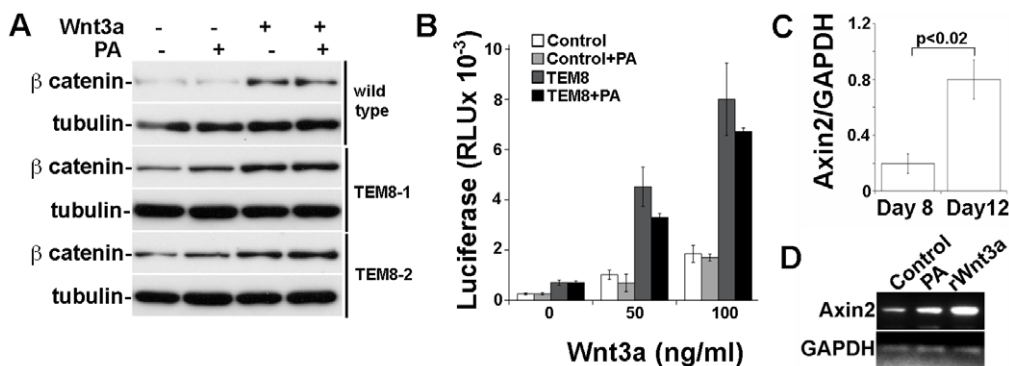 A
Wnt3a - - + +
PA - + - +
β catenin-
tubulin-
wild
type
β catenin-
tubulin-
TEM8-1
β catenin-
tubulin-
TEM8-2
B
Luciferase (RLUx 10-3)
10
8
6
4
2
0
Control
Control+PA
TEM8
TEM8+PA
0 50 100
Wnt3a (ng/ml)
C
Axin2/GAPDH
1.2
0.8
0.4
0
p<0.02
Day 8 Day12
D
Control
PA
rWnt3a
Axin2
GAPDH